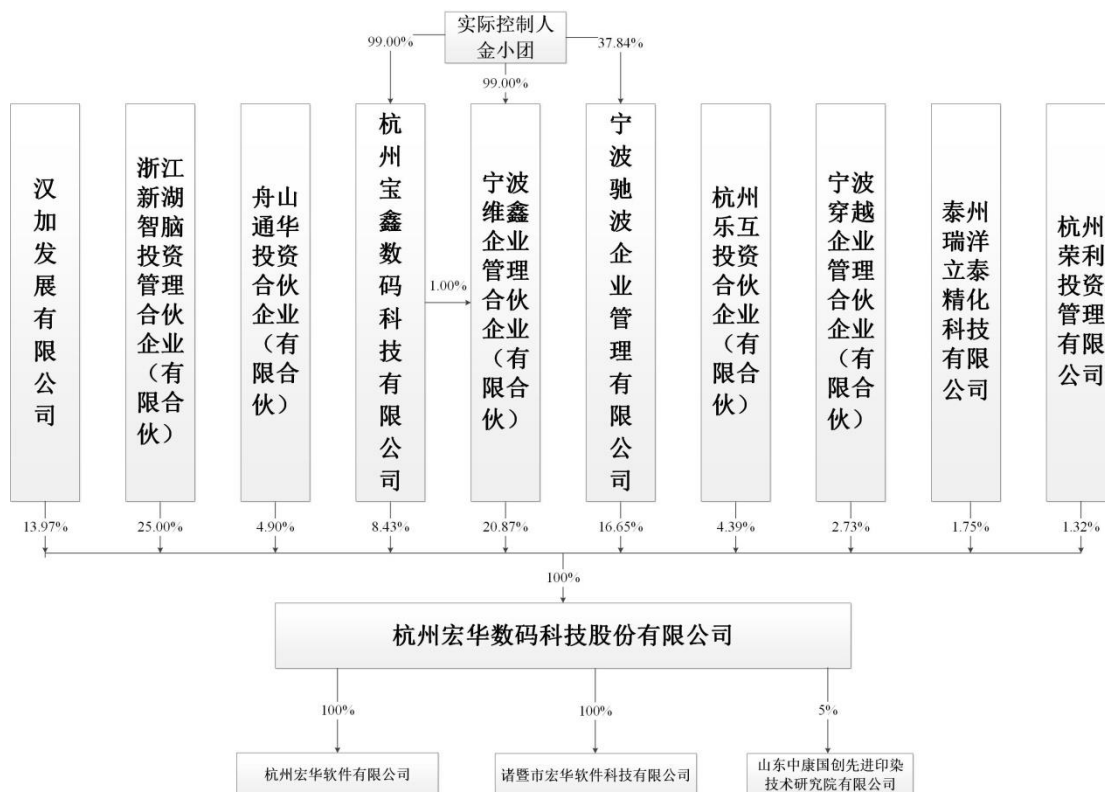 实际控制人
金小团
99.00%
37.84%
99.00%
汉加发展有限公司
浙江
新湖
智脑
投资
管理
合伙
企业
（有
限合
伙）
舟山
通华
投资
合伙
企业
（有
限合
伙）
杭州宝鑫数码科技有限公司
1.00%
宁波
维鑫
企业
管理
合伙
企业
（有
限合
伙）
宁波驰波企业管理有限公司
杭州
乐互
投资
合伙
企业
（有
限合
伙）
宁波
穿越
企业
管理
合伙
企业
（有
限合
伙）
泰州
瑞洋
立泰
精化
科技
有限
公司
杭州
荣利
投资
管理
有限
公司
13.97%
25.00%
4.90%
8.43%
20.87%
16.65%
4.39%
2.73%
1.75%
1.32%
100%
杭州宏华数码科技股份有限公司
100%
100%
5%
杭州宏华软件有限公司
诸暨市宏华软件科技有限公司
山东中康国创先进印染
技术研究院有限公司